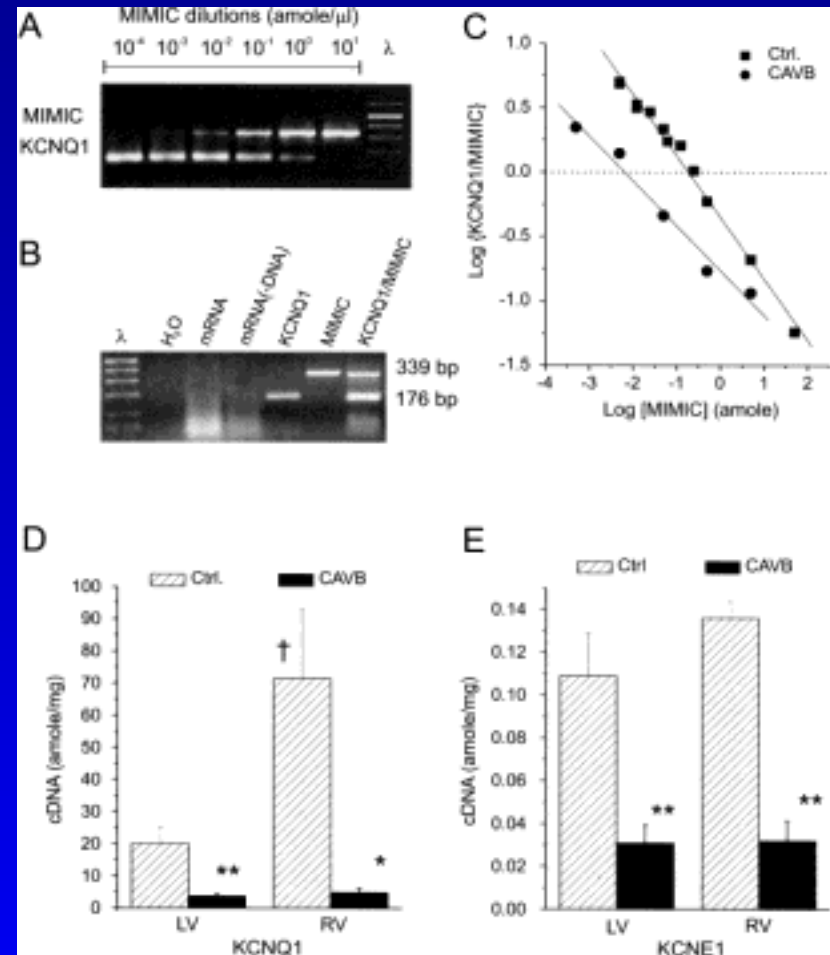 A
MIMIC dilutions (amole/µl)
10⁻⁴ 10⁻³ 10⁻² 10⁻¹ 10⁰ 10¹ λ
MIMIC
KCNQ1
B
λ H₂O mRNA mRNA(-DNA) KCNQ1 MIMIC KCNQ1/MIMIC
339 bp
176 bp
C
Ctrl.
CAVB
Log {KCNQ1/MIMIC}
1.0
0.5
0.0
-0.5
-1.0
-1.5
-4 -3 -2 -1 0 1 2
Log [MIMIC] (amole)
D
Ctrl. CAVB
cDNA (amole/mg)
100
90
80
70
60
50
40
30
20
10
0
†
** *
LV RV
KCNQ1
E
Ctrl CAVB
cDNA (amole/mg)
0.14
0.12
0.10
0.08
0.06
0.04
0.02
0.00
** **
LV RV
KCNE1